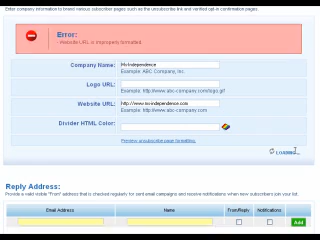 Enter company information to brand various subscriber pages such as the unsubscribe link and verified opt-in confirmation pages.
Error:
- Website URL is improperly formatted.
Company Name:
Nv-Independence
Example: ABC Company, Inc.
Logo URL:
Example: http://www.abc-company.com/logo.gif
Website URL:
http://www.nv-independence.com
Example: http://www.abc-company.com
Divider HTML Color:
Preview unsubscribe page formatting.
LOADING...
Reply Address:
Provide a valid visible "From" address that is checked regularly for sent email campaigns and receive notifications when new subscribers join your list.
Email Address Name From/Reply Notifications
Add